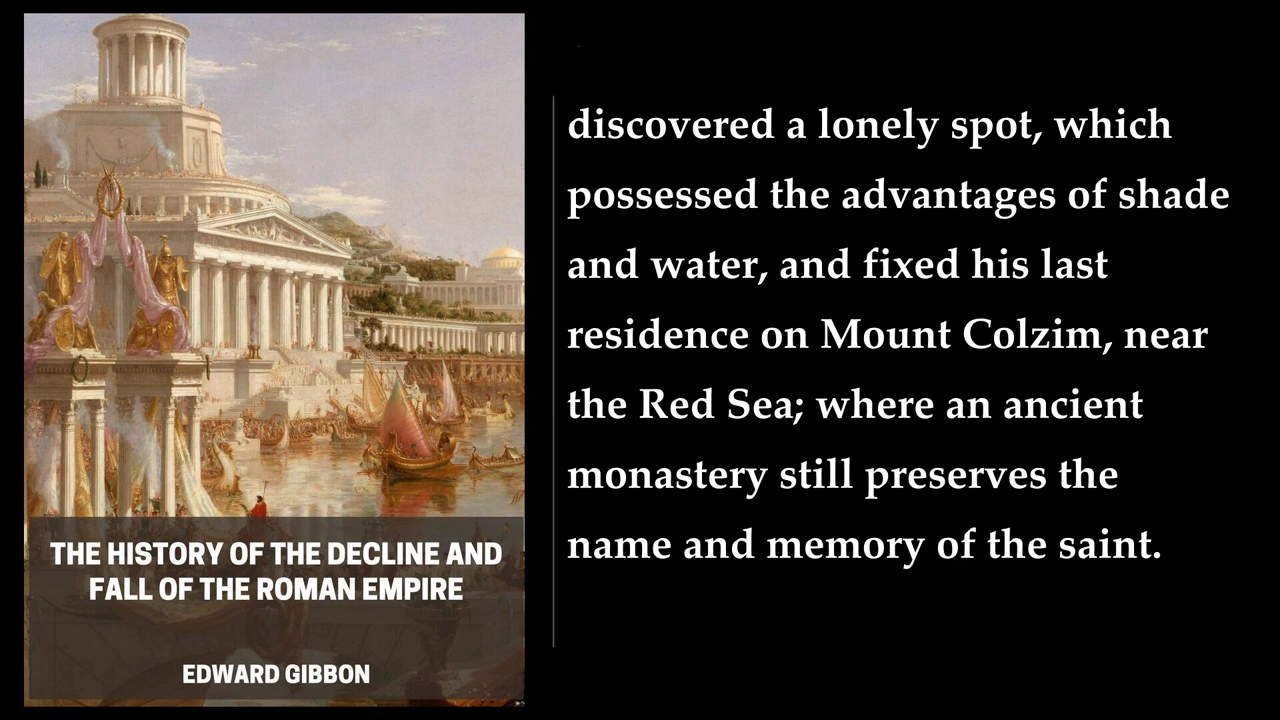 THE HISTORY OF THE DECLINE AND
FALL OF THE ROMAN EMPIRE
EDWARD GIBBON
discovered a lonely spot, which
possessed the advantages of shade
and water, and fixed his last
residence on Mount Colzim, near
the Red Sea; where an ancient
monastery still preserves the
name and memory of the saint.